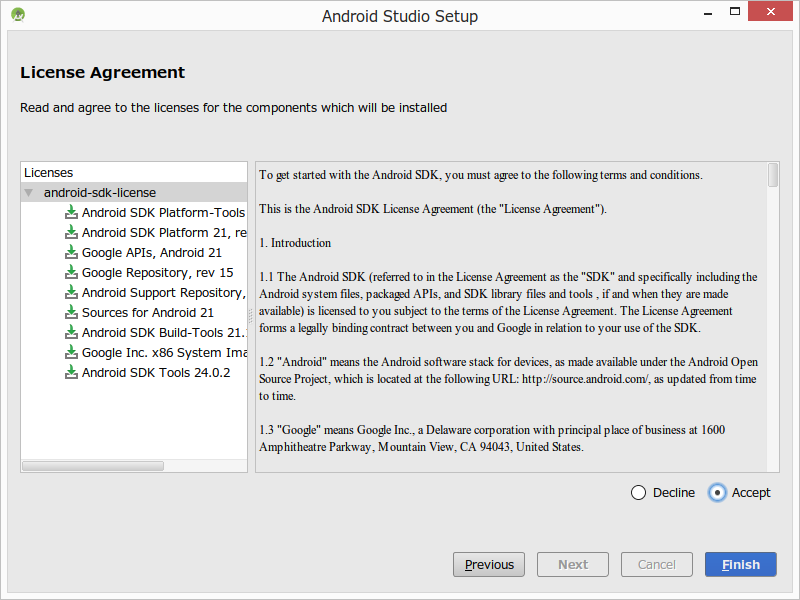 Android Studio Setup
License Agreement
Read and agree to the licenses for the components which will be installed
Licenses
android-sdk-license
Android SDK Platform-Tools
Android SDK Platform 21, re
Google APIs, Android 21
Google Repository, rev 15
Android Support Repository,
Sources for Android 21
Android SDK Build-Tools 21.
Google Inc. x86 System Ima
Android SDK Tools 24.0.2
To get started with the Android SDK, you must agree to the following terms and conditions.
This is the Android SDK License Agreement (the "License Agreement").
1. Introduction
1.1 The Android SDK (referred to in the License Agreement as the "SDK" and specifically including the
Android system files, packaged APIs, and SDK library files and tools , if and when they are made
available) is licensed to you subject to the terms of the License Agreement. The License Agreement
forms a legally binding contract between you and Google in relation to your use of the SDK.
1.2 "Android" means the Android software stack for devices, as made available under the Android Open
Source Project, which is located at the following URL: http://source.android.com/, as updated from time
to time.
1.3 "Google" means Google Inc., a Delaware corporation with principal place of business at 1600
Amphitheatre Parkway, Mountain View, CA 94043, United States.
Decline
Accept
Previous
Next
Cancel
Finish